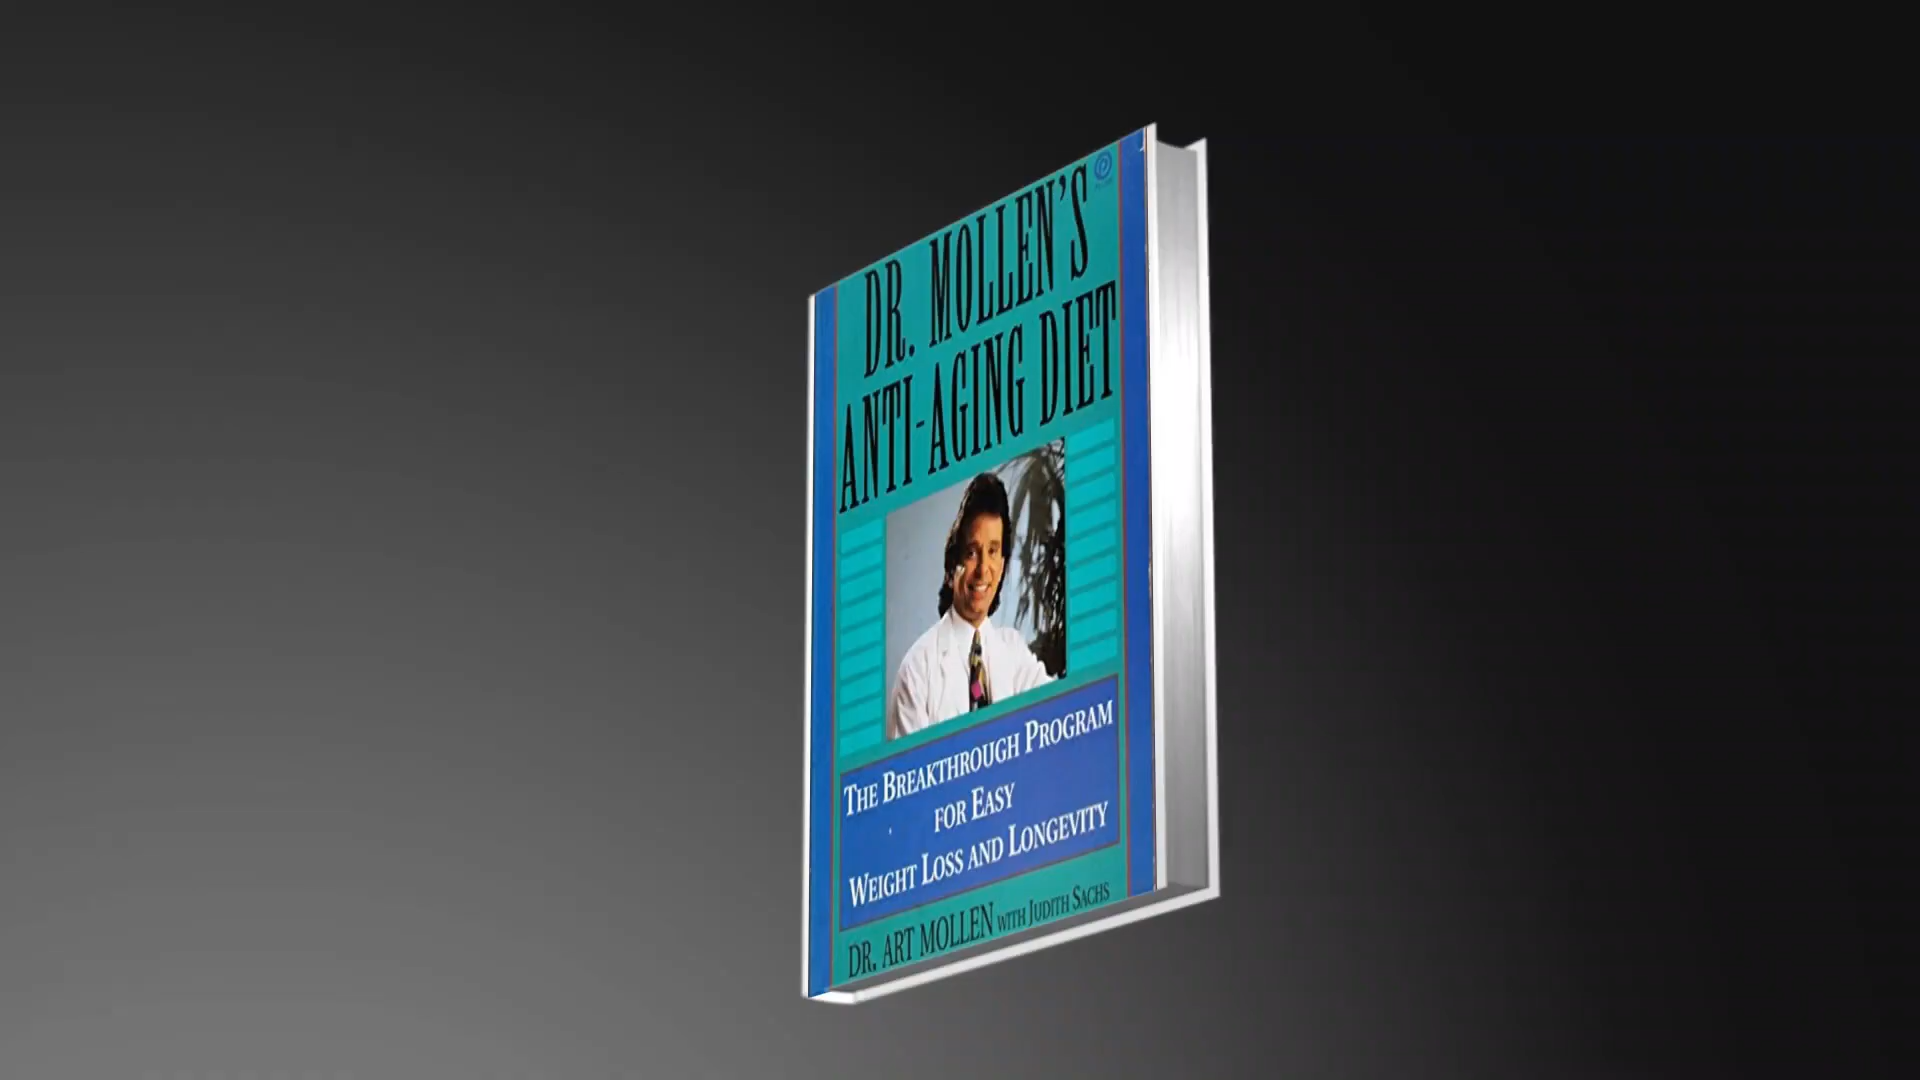 DR. MOLLEN'S
ANTI-AGING DIET
THE BREAKTHROUGH PROGRAM
FOR EASY
WEIGHT LOSS AND LONGEVITY
DR. ART MOLLEN WITH JUDITH SACHS